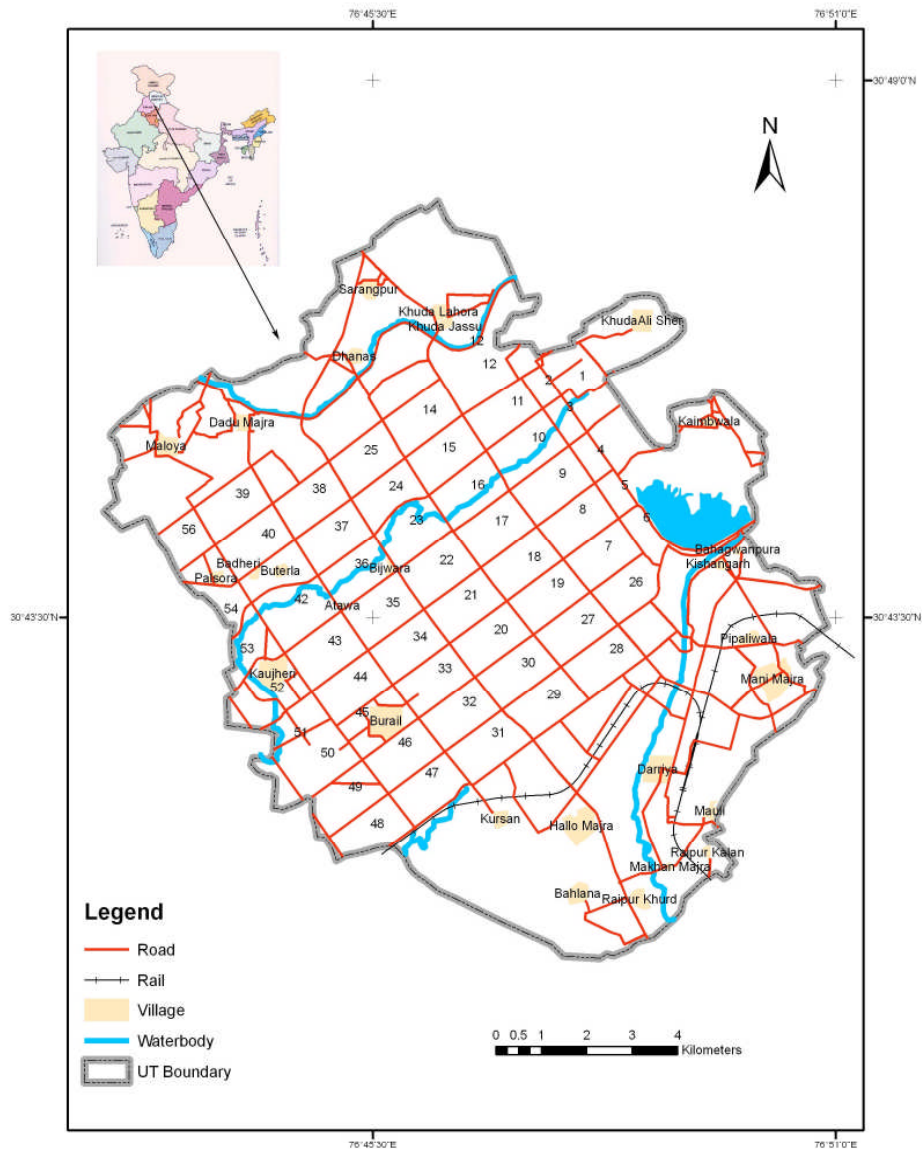 76°45'30"E
76°51'0"E
30°49'0"N
N
Sarangpur
Khuda Lahora
Khuda Jassu
KhudaAli Sher
12
Dhanas
12
2
1
11
3
14
Dadu Majra
Kaimbwala
10
15
4
Maloya
25
9
16
5
24
39
38
8
6
23
17
37
56
40
7
Bahagwanpura
22
18
Badheri
36
Bijwara
Kishangarh
Buterla
Palsora
19
26
21
42
Atawa
35
54
30°43'30"N
30°43'30"N
27
20
34
43
Pipaliwala
53
28
30
33
Kaujheri
44
Mani Majra
52
29
32
45
Burail
51
31
46
50
47
Darriya
49
Mauli
Kursan
48
Hallo Majra
Raipur Kalan
Makhan Majra
Bahlana
Raipur Khurd
Legend
Road
Rail
Village
Waterbody
UT Boundary
0 0.5 1 2 3 4
Kilometers
76°45'30"E
76°51'0"E